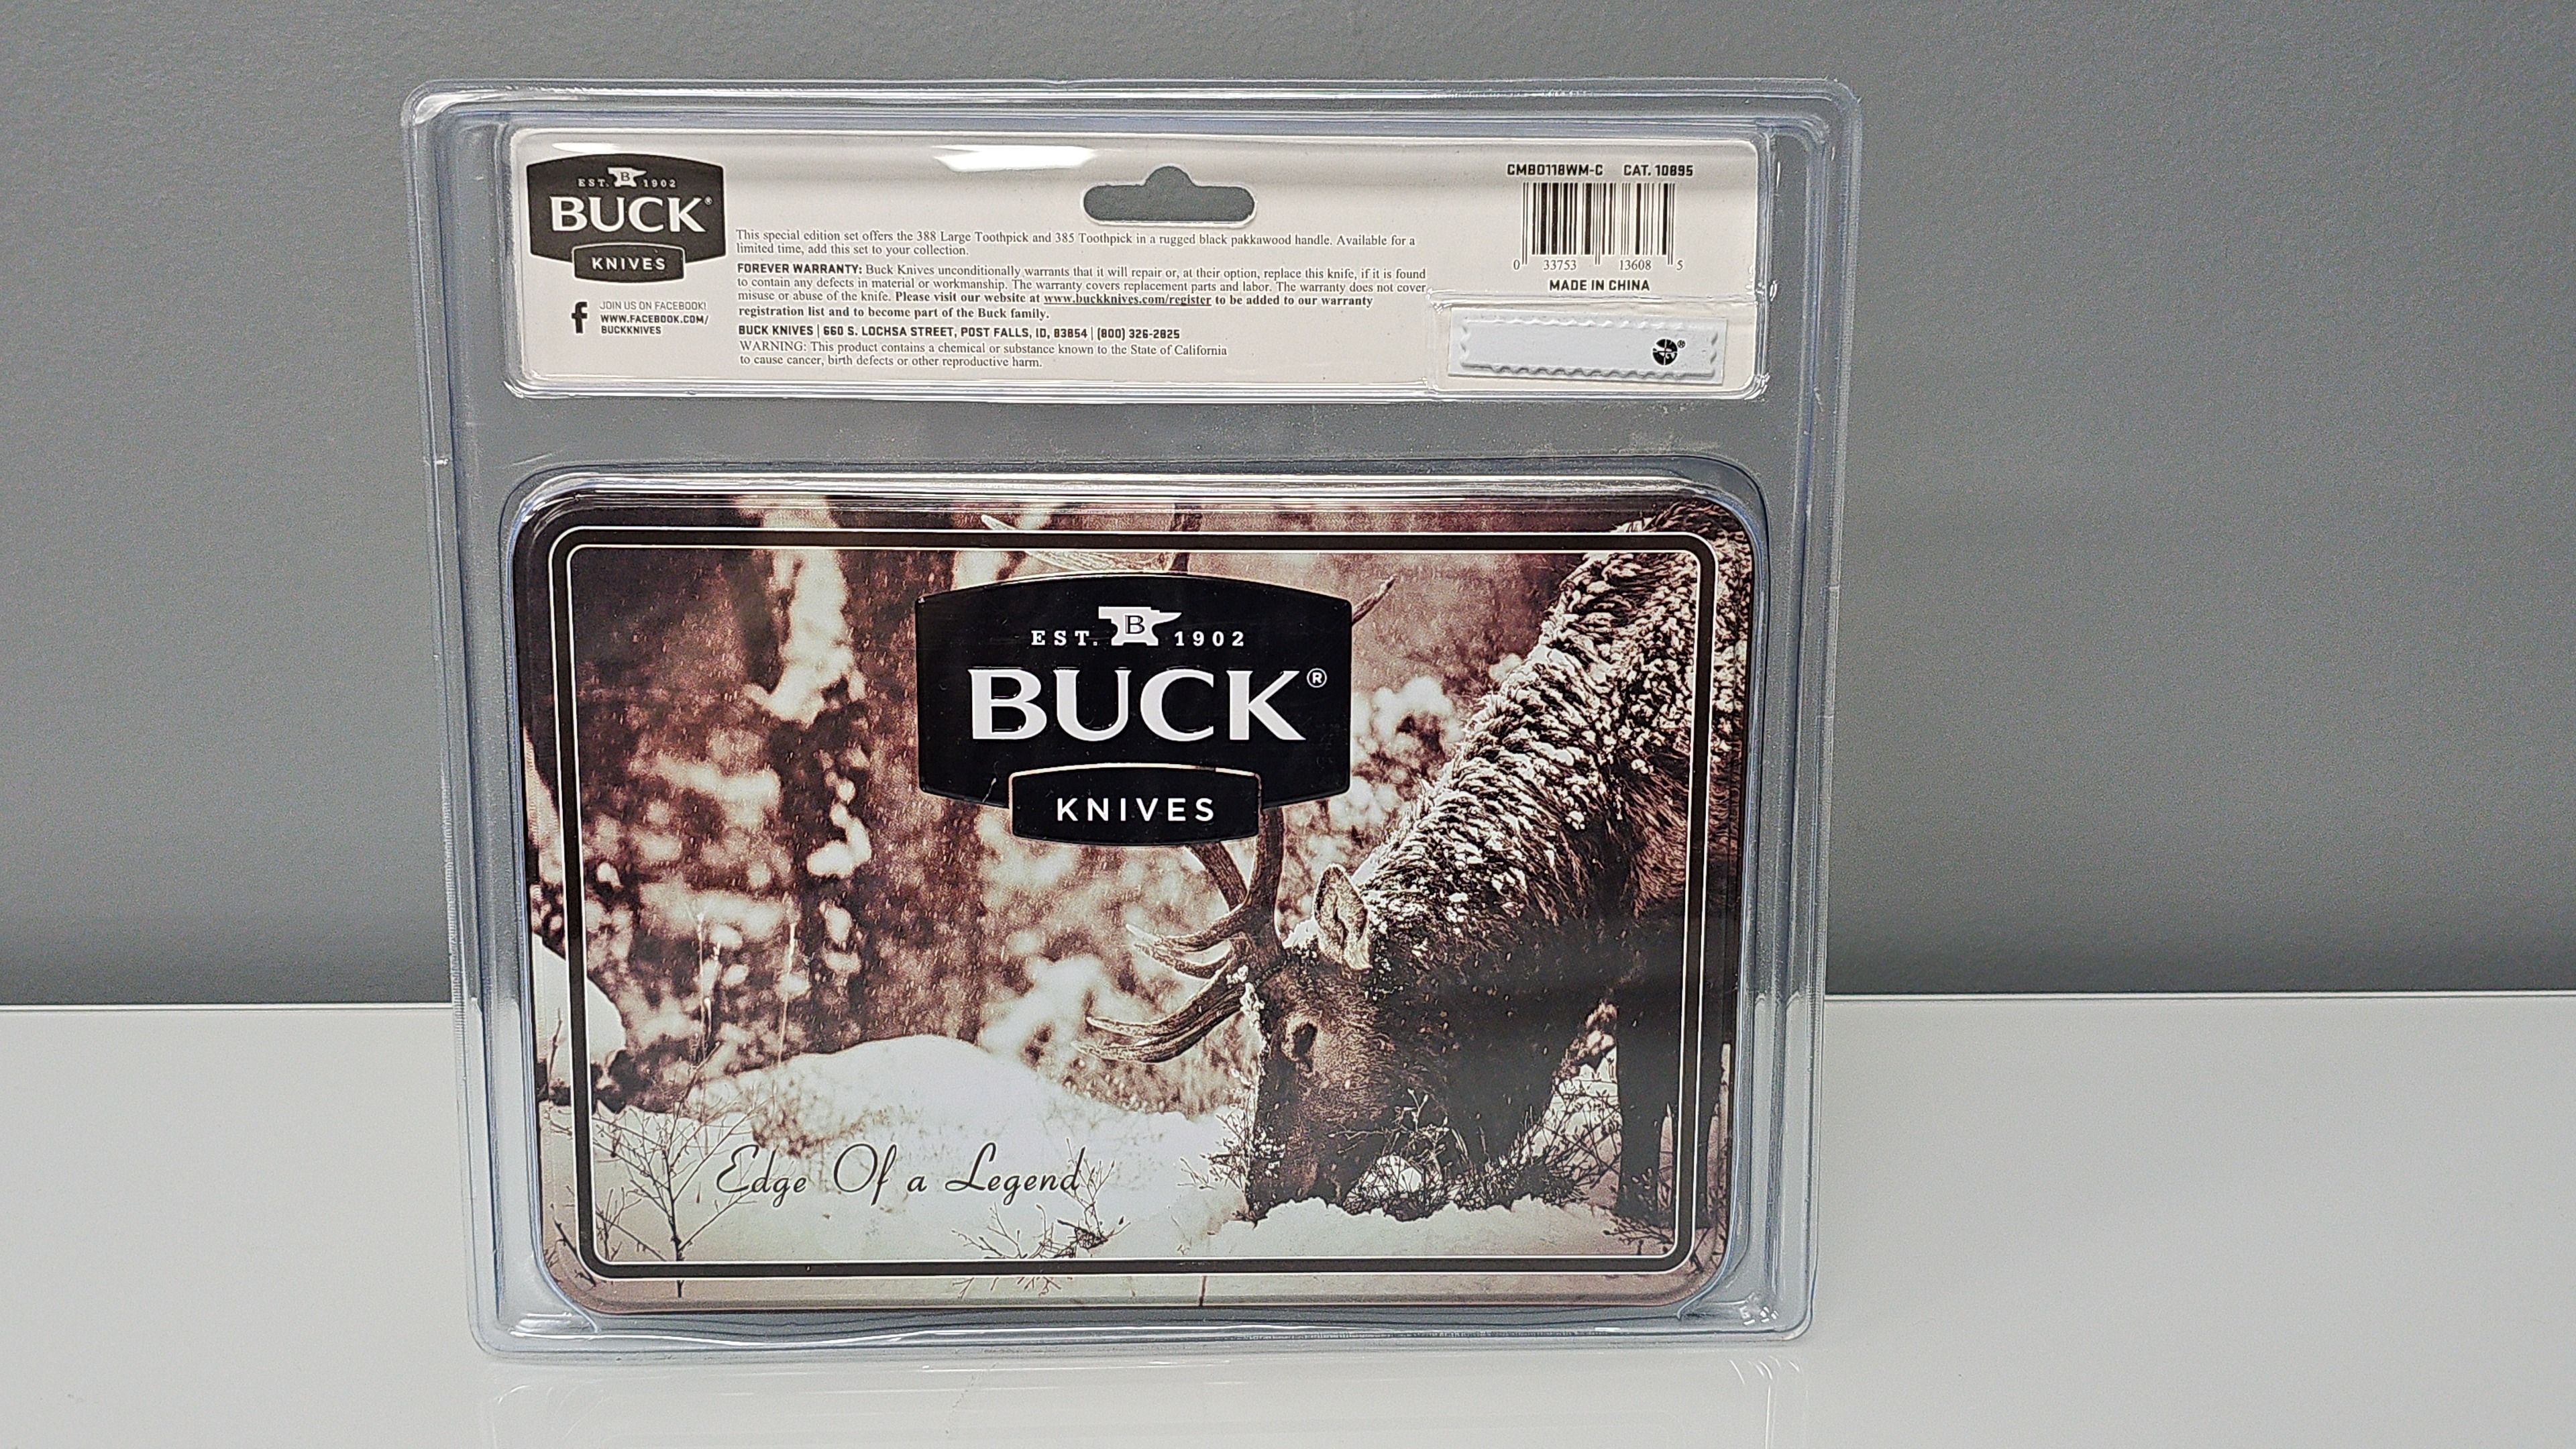 EST. B 1902
BUCK®
KNIVES
JOIN US ON FACEBOOK!
WWW.FACEBOOK.COM/
BUCKKNIVES
This special edition set offers the 388 Large Toothpick and 385 Toothpick in a rugged black pakkawood handle. Available for a
limited time, add this set to your collection.
FOREVER WARRANTY: Buck Knives unconditionally warrants that it will repair or, at their option, replace this knife, if it is found
to contain any defects in material or workmanship. The warranty covers replacement parts and labor. The warranty does not cover
misuse or abuse of the knife. Please visit our website at www.buckknives.com/register to be added to our warranty
registration list and to become part of the Buck family.
BUCK KNIVES | 660 S. LOCHSA STREET, POST FALLS, ID, 83854 | (800) 326-2825
WARNING: This product contains a chemical or substance known to the State of California
to cause cancer, birth defects or other reproductive harm.
CMBO118WM-C CAT. 10895
0 33753 13608 5
MADE IN CHINA
EST. B 1902
BUCK®
KNIVES
Edge Of a Legend